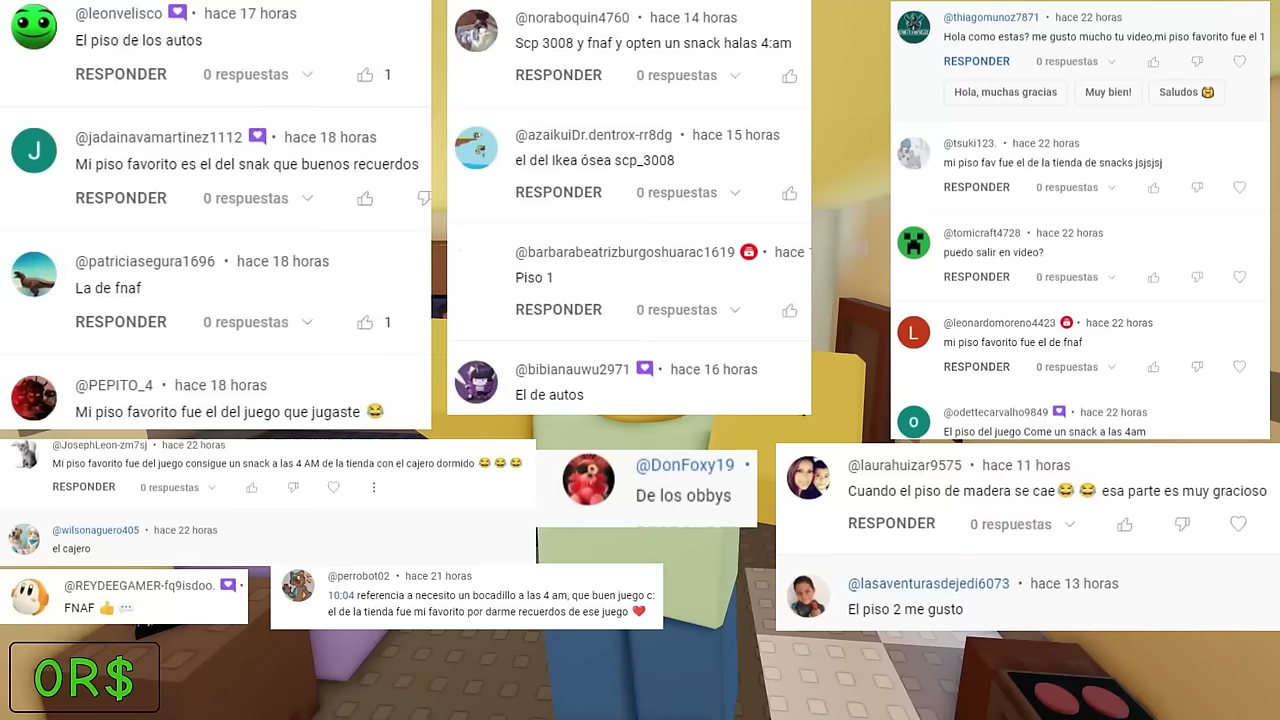 @leonvelisco • hace 17 horas
El piso de los autos
RESPONDER 0 respuestas 1
J
@jadainavamartinez1112 • hace 18 horas
Mi piso favorito es el del snak que buenos recuerdos
RESPONDER 0 respuestas
@patriciasegura1696 • hace 18 horas
La de fnaf
RESPONDER 0 respuestas 1
@PEPITO_4 • hace 18 horas
Mi piso favorito fue el del juego que jugaste 😂
@noraboquin4760 • hace 14 horas
Scp 3008 y fnaf y opten un snack halas 4:am
RESPONDER 0 respuestas
@azaikuiDr.dentrox-rr8dg • hace 15 horas
el del Ikea ósea scp_3008
RESPONDER 0 respuestas
@barbarabeatrizburgoshuarac1619 • hace
Piso 1
RESPONDER 0 respuestas
@bibianauwu2971 • hace 16 horas
El de autos
@thiagomunoz7871 • hace 22 horas
Hola como estas? me gusto mucho tu video,mi piso favorito fue el 1
RESPONDER 0 respuestas
Hola, muchas gracias Muy bien! Saludos
@tsuki123. • hace 22 horas
mi piso fav fue el de la tienda de snacks jsjsjsj
RESPONDER 0 respuestas
@tomicraft4728 • hace 22 horas
puedo salir en video?
RESPONDER 0 respuestas
L
@leonardomoreno4423 • hace 22 horas
mi piso favorito fue el de fnaf
RESPONDER 0 respuestas
o
@odettecarvalho9849 • hace 22 horas
El piso del juego Come un snack a las 4am
@JosephLeon-zm7sj • hace 22 horas
Mi piso favorito fue del juego consigue un snack a las 4 AM de la tienda con el cajero dormido 😂😂😂
RESPONDER 0 respuestas
@wilsonaguero405 • hace 22 horas
el cajero
@REYDEEGAMER-fq9isdoo. •
FNAF 👍
@perrobot02 • hace 21 horas
10:04 referencia a necesito un bocadillo a las 4 am, que buen juego c:
el de la tienda fue mi favorito por darme recuerdos de ese juego ❤️
@DonFoxy19 •
De los obbys
@laurahuizar9575 • hace 11 horas
Cuando el piso de madera se cae😂😂 esa parte es muy gracioso
RESPONDER 0 respuestas
@lasaventurasdejedi6073 • hace 13 horas
El piso 2 me gusto
0R$